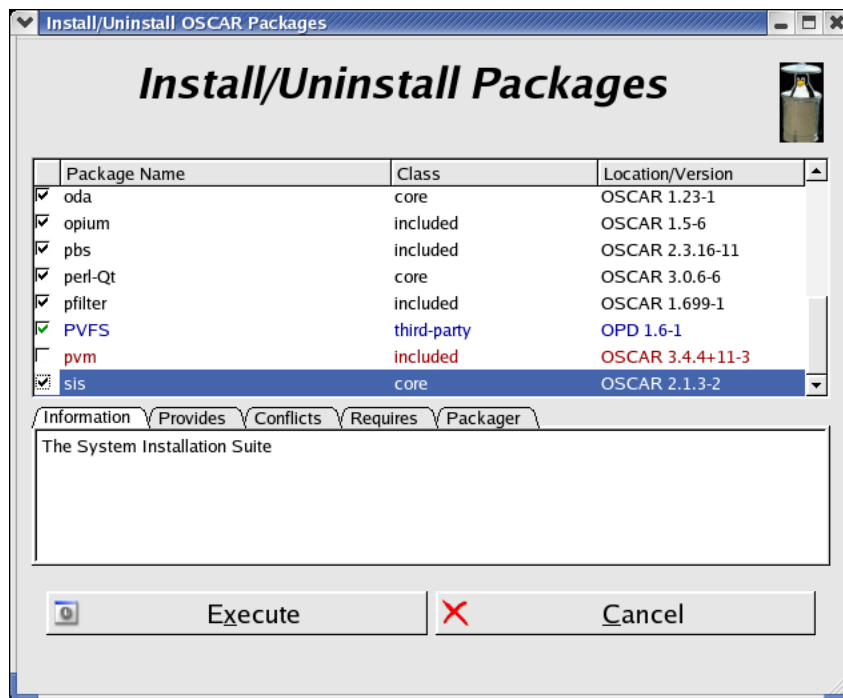 Install/Uninstall OSCAR Packages
Install/Uninstall Packages
Package Name Class Location/Version
oda core OSCAR 1.23-1
opium included OSCAR 1.5-6
pbs included OSCAR 2.3.16-11
perl-Qt core OSCAR 3.0.6-6
pfilter included OSCAR 1.699-1
PVFS third-party OPD 1.6-1
pvm included OSCAR 3.4.4+11-3
sis core OSCAR 2.1.3-2
Information Provides Conflicts Requires Packager
The System Installation Suite
Execute Cancel